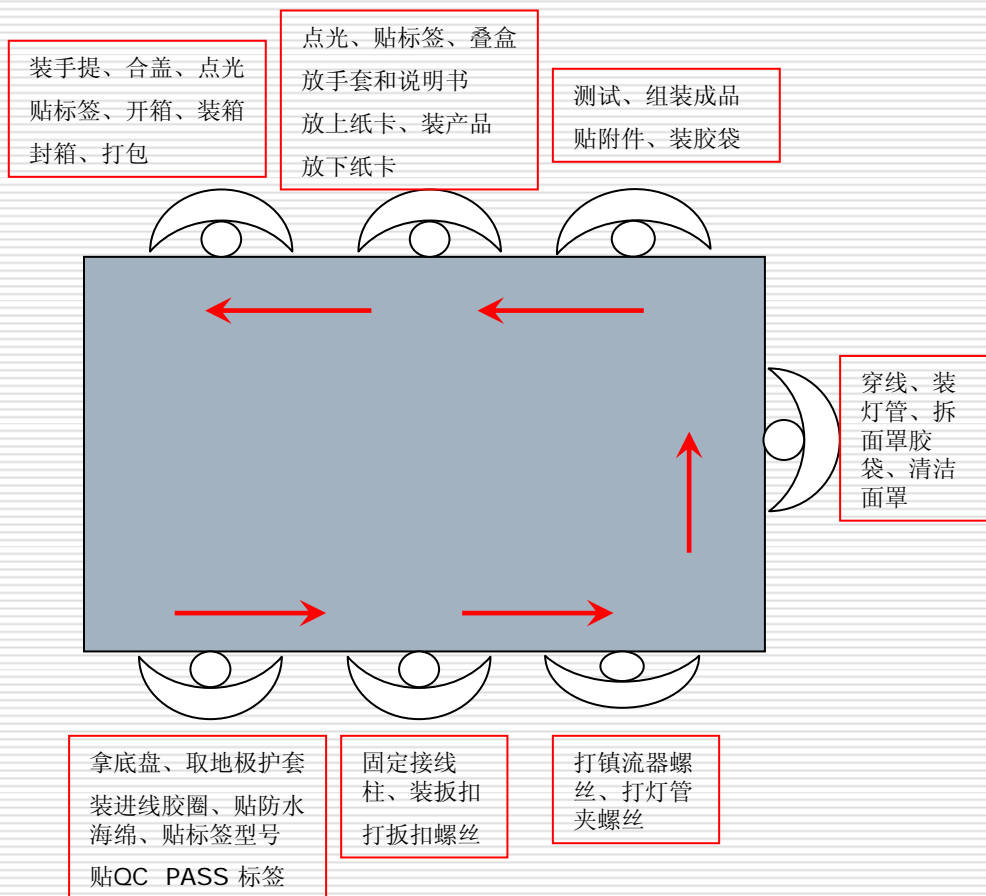 装手提、合盖、点光
贴标签、开箱、装箱
封箱、打包
点光、贴标签、叠盒
放手套和说明书
放上纸卡、装产品
放下纸卡
测试、组装成品
贴附件、装胶袋
穿线、装
灯管、拆
面罩胶
袋、清洁
面罩
拿底盘、取地极护套
装进线胶圈、贴防水
海绵、贴标签型号
贴QC PASS 标签
固定接线
柱、装扳扣
打扳扣螺丝
打镇流器螺
丝、打灯管
夹螺丝